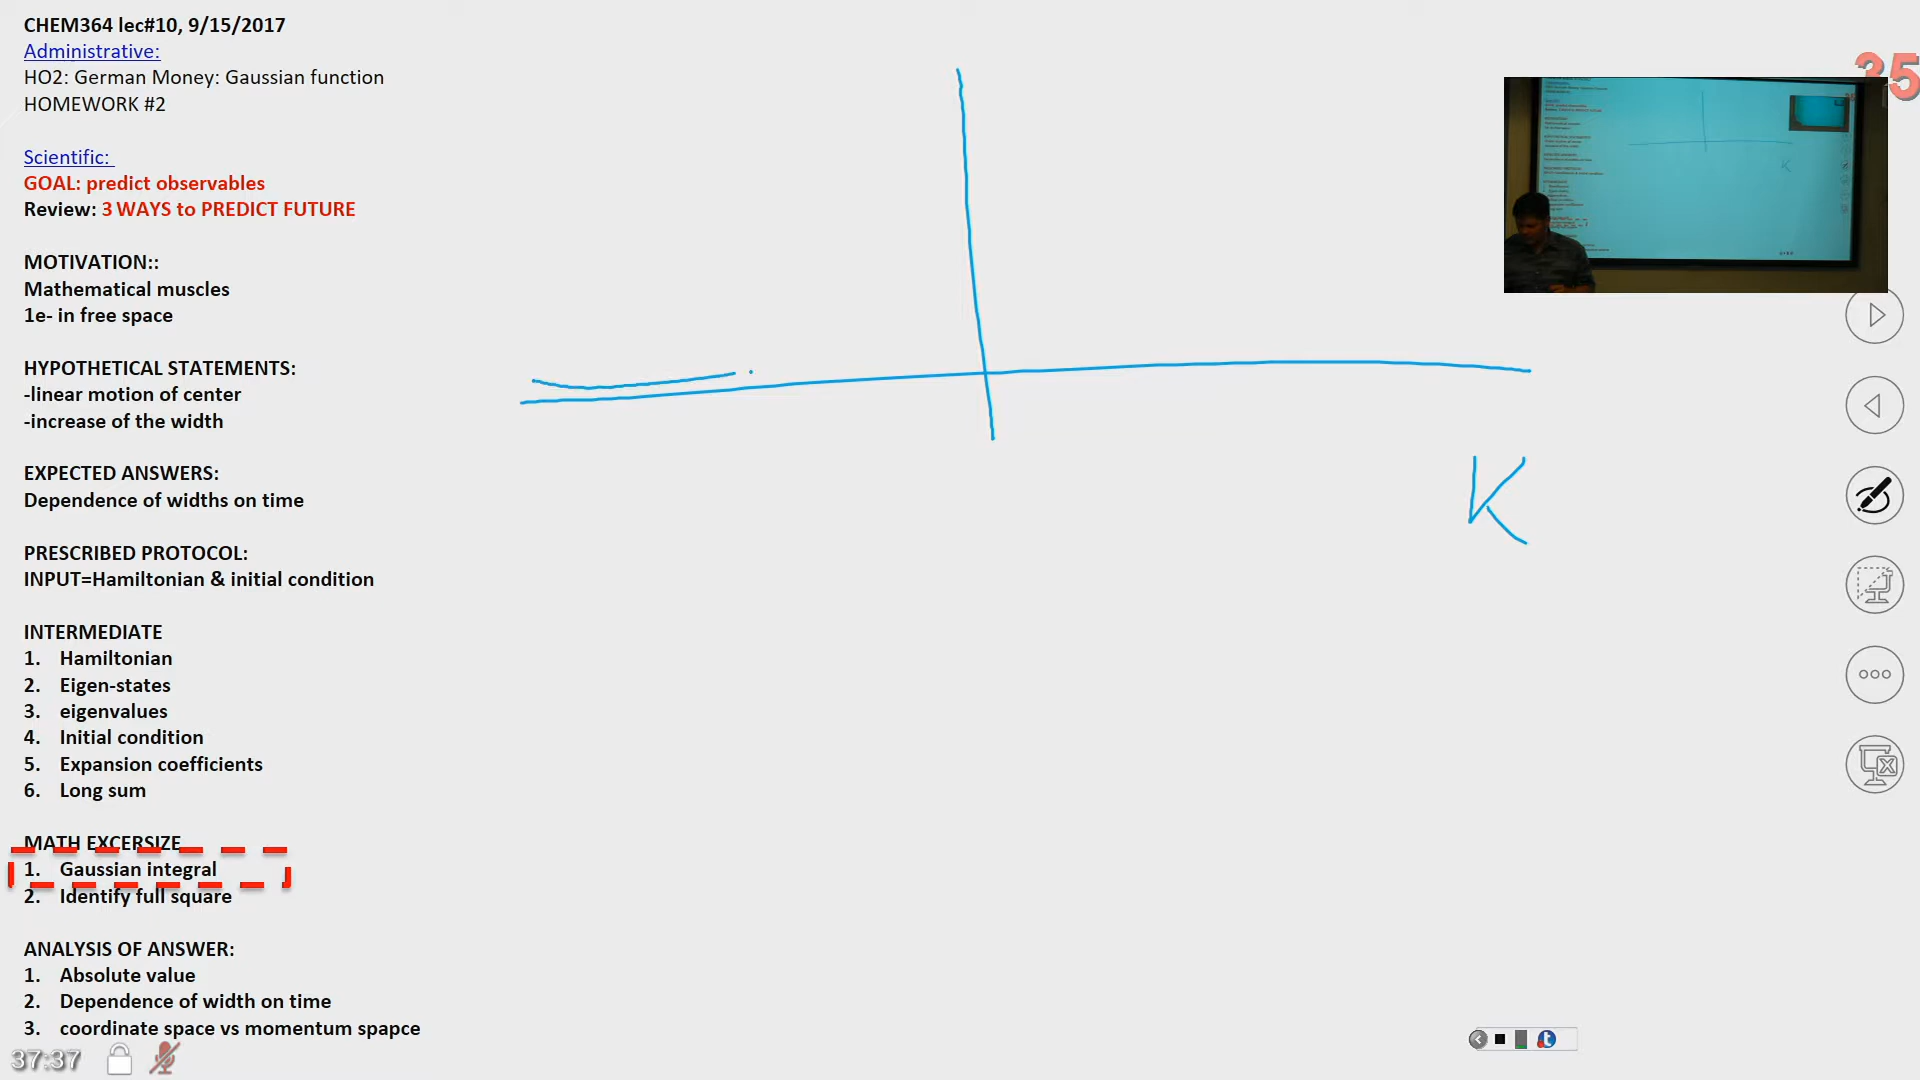 CHEM364 lec#10, 9/15/2017
Administrative:
HO2: German Money: Gaussian function
HOMEWORK #2
Scientific:
GOAL: predict observables
Review: 3 WAYS to PREDICT FUTURE
MOTIVATION::
Mathematical muscles
1e- in free space
HYPOTHETICAL STATEMENTS:
-linear motion of center
-increase of the width
EXPECTED ANSWERS:
Dependence of widths on time
PRESCRIBED PROTOCOL:
INPUT=Hamiltonian & initial condition
INTERMEDIATE
1. Hamiltonian
2. Eigen-states
3. eigenvalues
4. Initial condition
5. Expansion coefficients
6. Long sum
MATH EXCERSIZE
1. Gaussian integral
2. Identify full square
ANALYSIS OF ANSWER:
1. Absolute value
2. Dependence of width on time
3. coordinate space vs momentum spapce
37:37
35
K